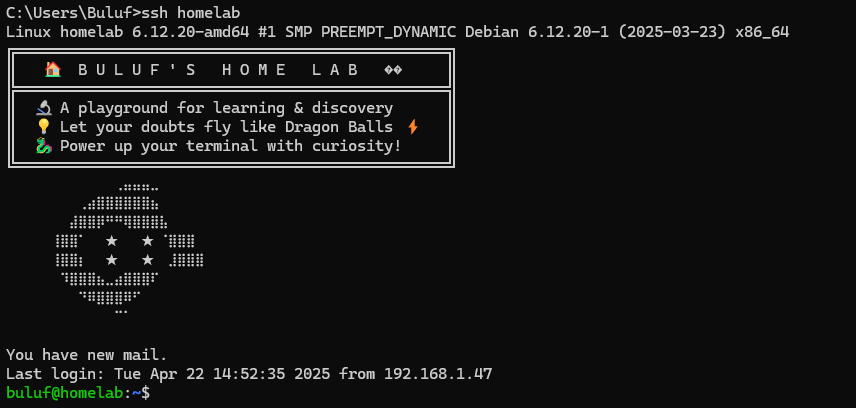 C:\Users\Buluf>ssh homelab
Linux homelab 6.12.20-amd64 #1 SMP PREEMPT_DYNAMIC Debian 6.12.20-1 (2025-03-23) x86_64
🏠 B U L U F ' S   H O M E   L A B   ��
🔬 A playground for learning & discovery
💡 Let your doubts fly like Dragon Balls ⚡
🐉 Power up your terminal with curiosity!
★ ★
★ ★
You have new mail.
Last login: Tue Apr 22 14:52:35 2025 from 192.168.1.47
buluf@homelab:~$